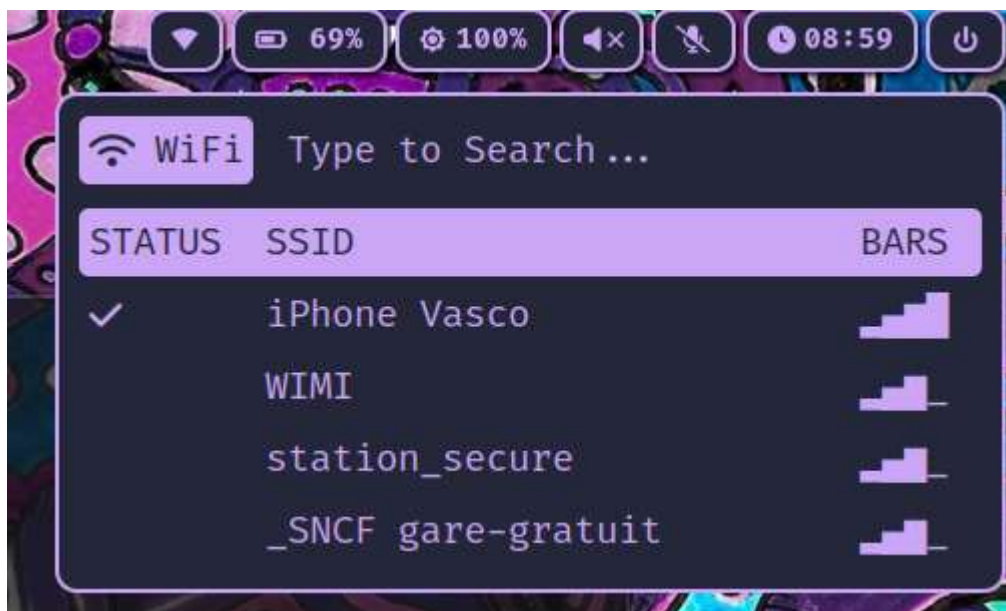 69% 100% 08:59
WiFi Type to Search...
STATUS SSID BARS
iPhone Vasco
WIMI
station_secure
_SNCF gare-gratuit